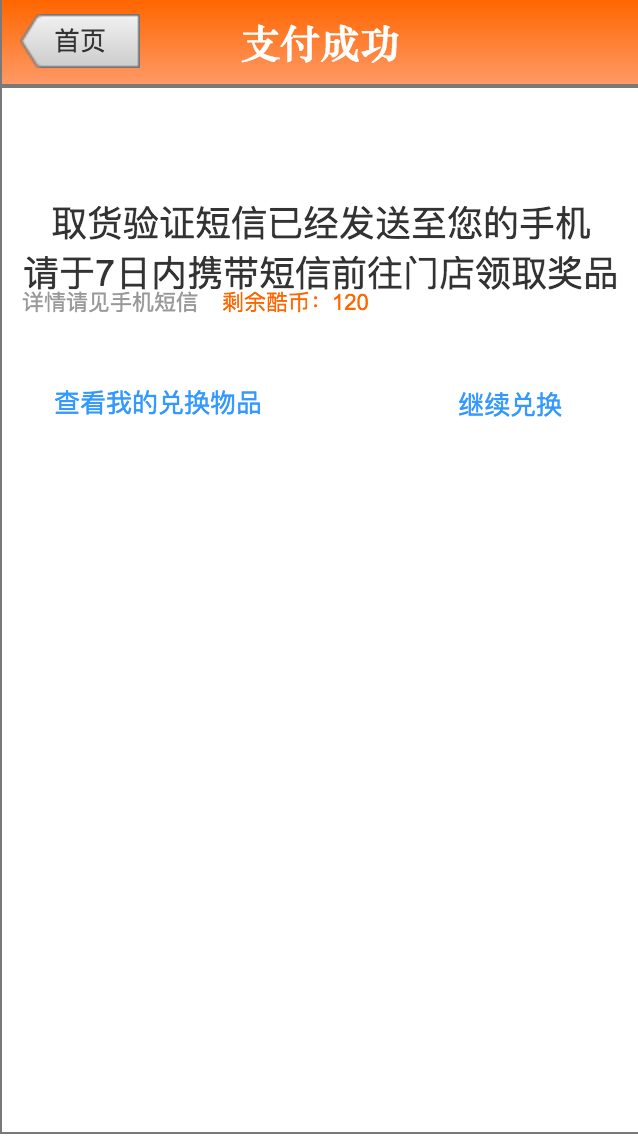 首页
支付成功
取货验证短信已经发送至您的手机
请于7日内携带短信前往门店领取奖品
详情请见手机短信 剩余酷币：120
查看我的兑换物品 继续兑换